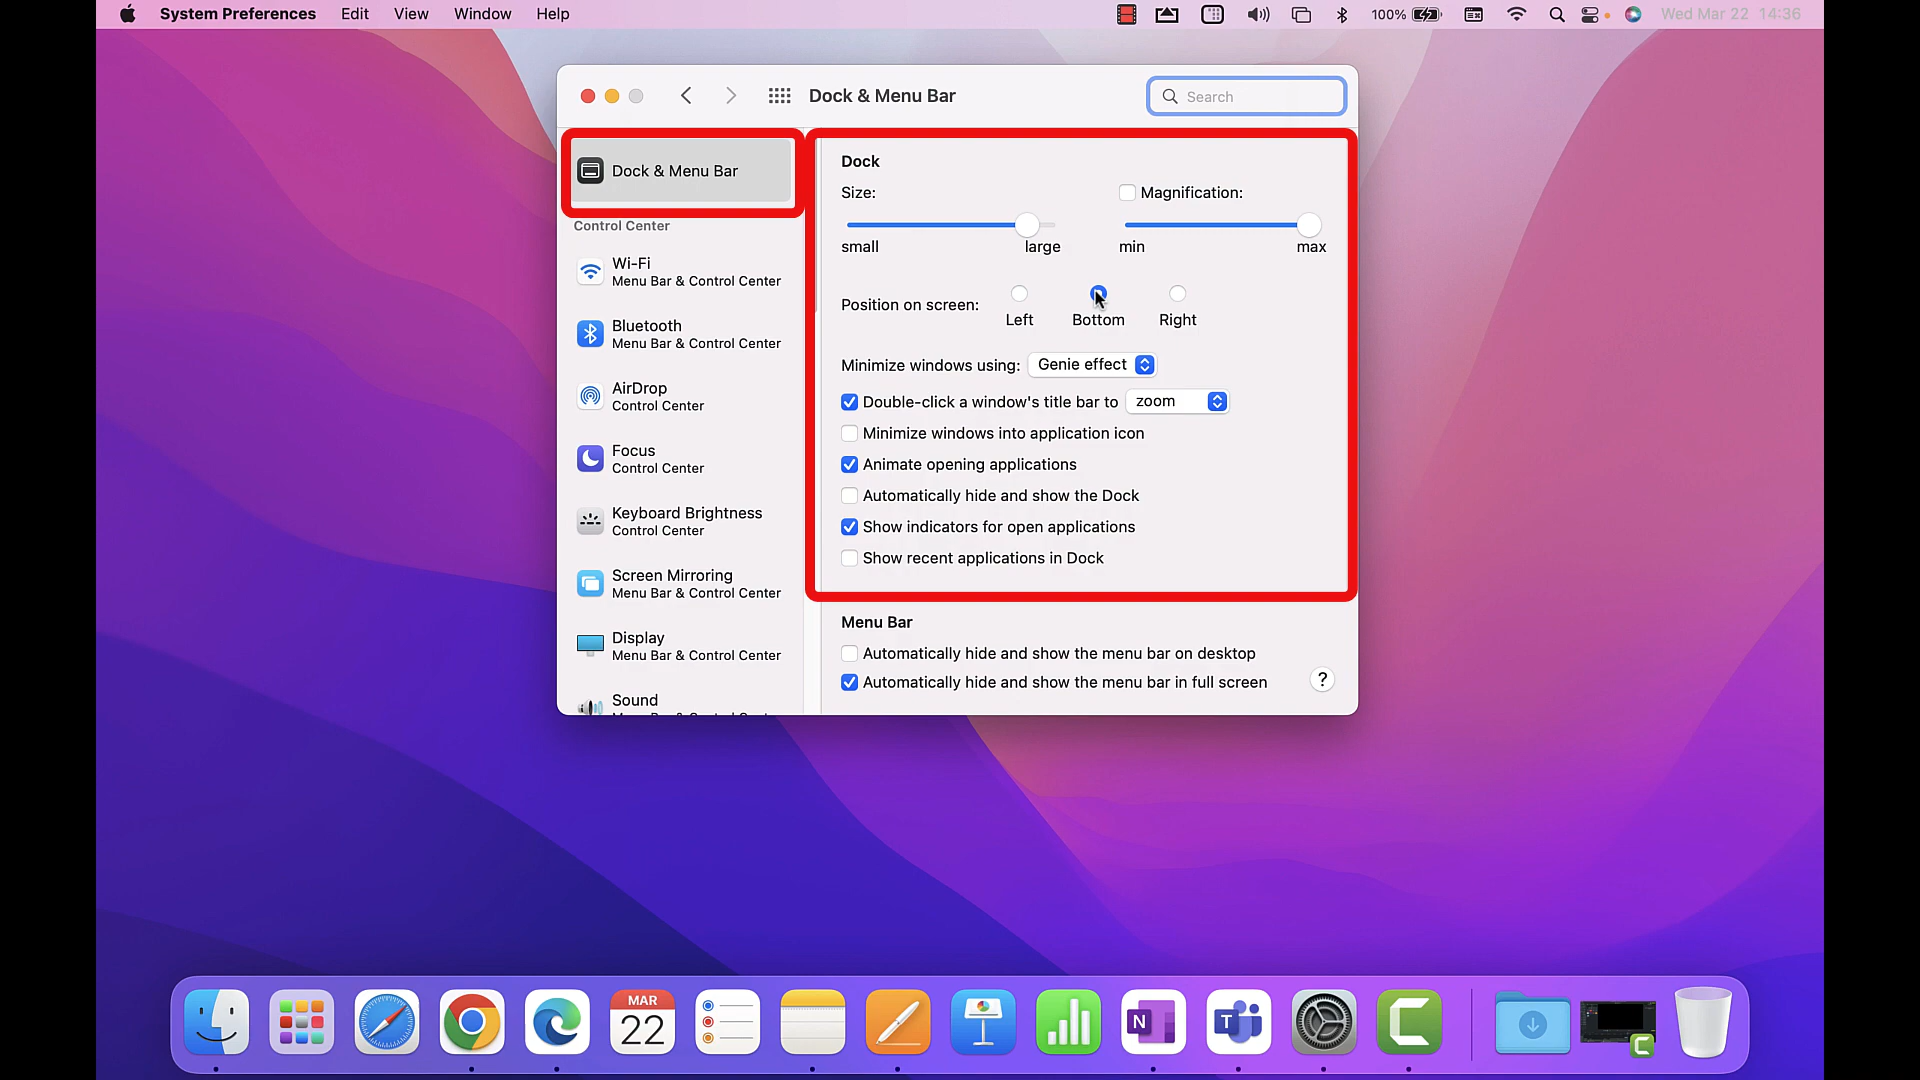 System Preferences Edit View Window Help 100% Wed Mar 22 14:36
Dock & Menu Bar
Search
Dock & Menu Bar
Control Center
Wi-Fi
Menu Bar & Control Center
Bluetooth
Menu Bar & Control Center
AirDrop
Control Center
Focus
Control Center
Keyboard Brightness
Control Center
Screen Mirroring
Menu Bar & Control Center
Display
Menu Bar & Control Center
Sound
Dock
Size:
Magnification:
small large
min max
Position on screen:
Left Bottom Right
Minimize windows using: Genie effect
Double-click a window's title bar to zoom
Minimize windows into application icon
Animate opening applications
Automatically hide and show the Dock
Show indicators for open applications
Show recent applications in Dock
Menu Bar
Automatically hide and show the menu bar on desktop
Automatically hide and show the menu bar in full screen
?
MAR
22
N
T
C
C